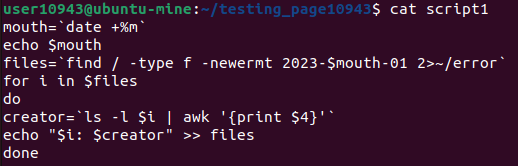 user10943@ubuntu-mine:~/testing_page10943$ cat script1
mouth=`date +%m`
echo $mouth
files=`find / -type f -newermt 2023-$mouth-01 2>~/error`
for i in $files
do
creator=`ls -l $i | awk '{print $4}'`
echo "$i: $creator" >> files
done